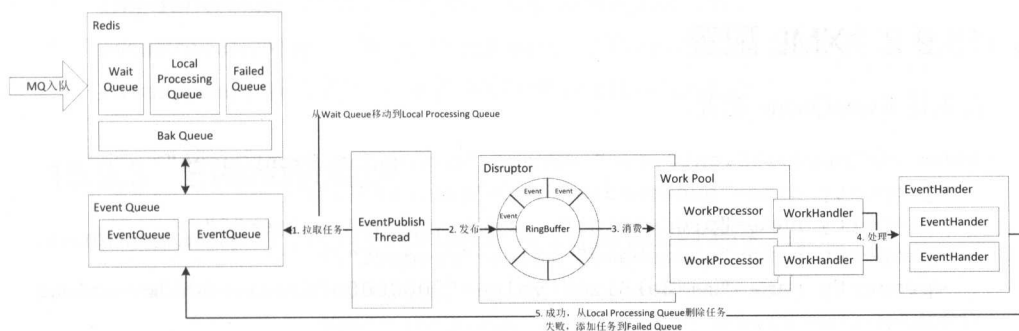 Redis
Wait
Queue
Local
Processing
Queue
Failed
Queue
MQ入队
Bak Queue
从Wait Queue移动到Local Processing Queue
Event Queue
EventQueue
EventQueue
1. 拉取任务
EventPublish
Thread
2. 发布
Disruptor
Event
Event
Event
RingBuffer
3. 消费
Work Pool
WorkProcessor
WorkHandler
WorkProcessor
WorkHandler
4. 处理
EventHander
EventHander
EventHander
5. 成功，从Local Processing Queue删除任务
失败，添加任务到Failed Queue